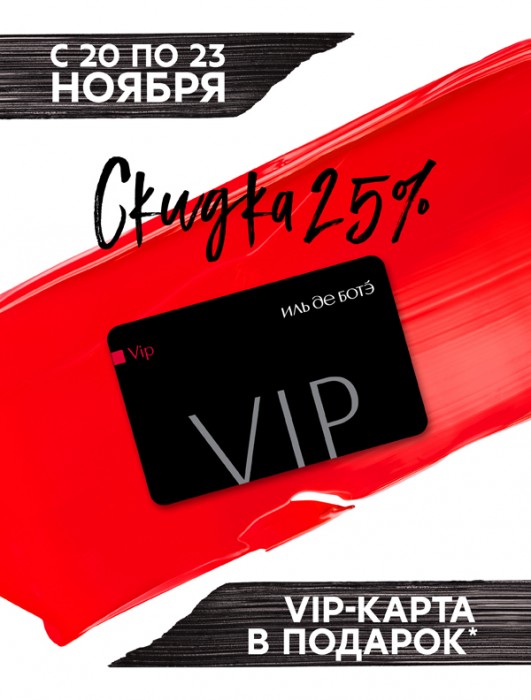 С 20 ПО 23
НОЯБРЯ
Скидка 25%
ИЛЬ де БОТЭ
Vip
VIP
VIP-КАРТА
В ПОДАРОК*